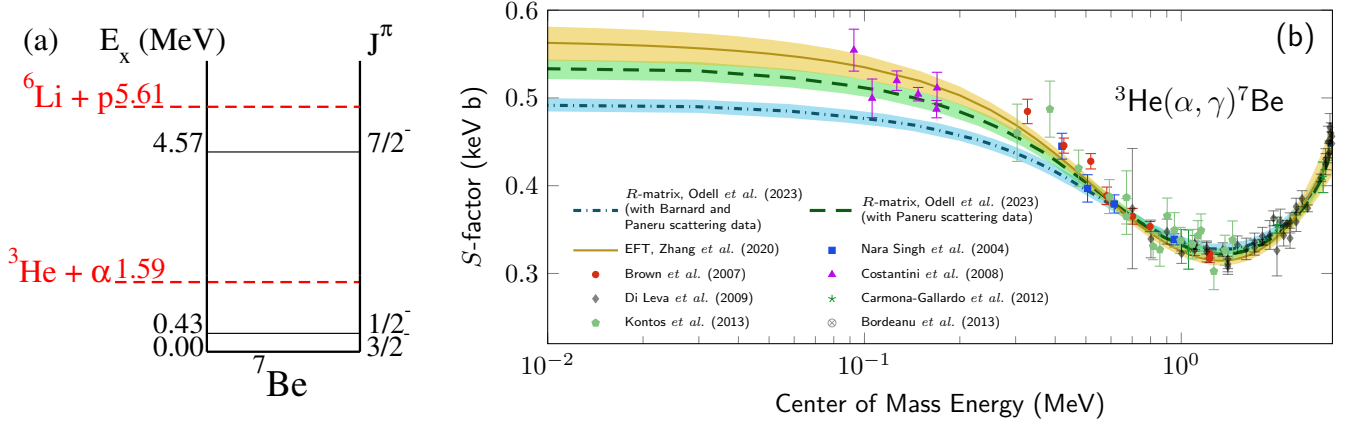 (a)
E_x (MeV)
J^π
⁶Li + p 5.61
4.57
7/2⁻
³He + α 1.59
0.43
1/2⁻
0.00
3/2⁻
⁷Be
(b)
³He(α, γ)⁷Be
S-factor (keV b)
0.6
0.5
0.4
0.3
R-matrix, Odell et al. (2023)
(with Barnard and
Paneru scattering data)
R-matrix, Odell et al. (2023)
(with Paneru scattering data)
EFT, Zhang et al. (2020)
Nara Singh et al. (2004)
Brown et al. (2007)
Costantini et al. (2008)
Di Leva et al. (2009)
Carmona-Gallardo et al. (2012)
Kontos et al. (2013)
Bordeanu et al. (2013)
10⁻²
10⁻¹
10⁰
Center of Mass Energy (MeV)